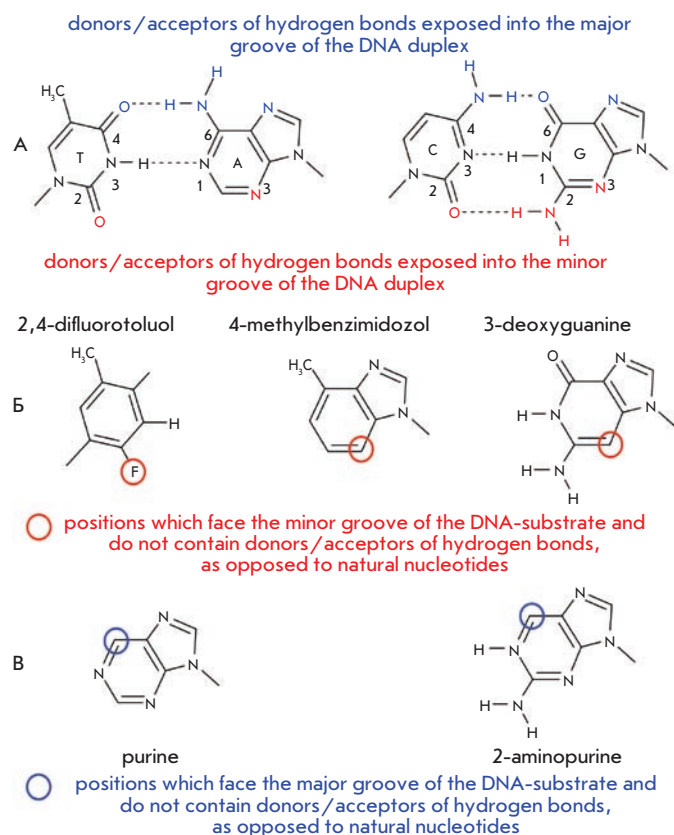 donors/acceptors of hydrogen bonds exposed into the major
groove of the DNA duplex
H H
H₃C O H N N N
А 4 6
T N H N A N
N 3 1 N 3
2
O
H
N H O N
4 6
C N H N G N
N 3 1 N 3
2 2
O H N
H
donors/acceptors of hydrogen bonds exposed into the minor
groove of the DNA duplex
2,4-difluorotoluol 4-methylbenzimidozol 3-deoxyguanine
H₃C H₃C N O N
Б H N H N N
F H N
H
positions which face the minor groove of the DNA-substrate and
do not contain donors/acceptors of hydrogen bonds,
as opposed to natural nucleotides
N N
В N N H N N
N H N N
H
purine 2-aminopurine
positions which face the major groove of the DNA-substrate and
do not contain donors/acceptors of hydrogen bonds,
as opposed to natural nucleotides